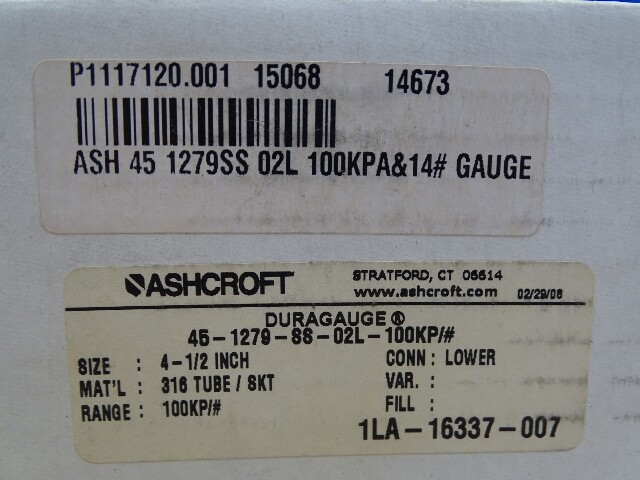 P1117120.001 15068 14673
ASH 45 1279SS 02L 100KPA&14# GAUGE
ASHCROFT
STRATFORD, CT 06614
www.ashcroft.com 02/29/08
DURAGAUGE®
45-1279-SS-02L-100KP/#
SIZE : 4-1/2 INCH CONN : LOWER
MAT'L : 316 TUBE / SKT VAR. :
RANGE : 100KP/# FILL :
1LA-16337-007